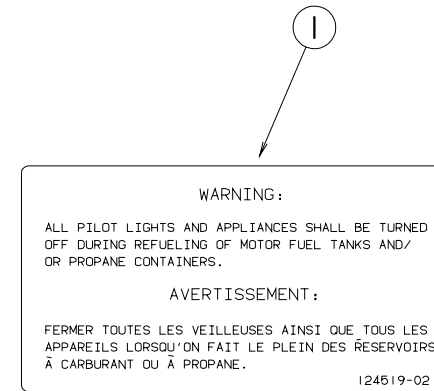 1
WARNING:
ALL PILOT LIGHTS AND APPLIANCES SHALL BE TURNED
OFF DURING REFUELING OF MOTOR FUEL TANKS AND/
OR PROPANE CONTAINERS.
AVERTISSEMENT:
FERMER TOUTES LES VEILLEUSES AINSI QUE TOUS LES
APPAREILS LORSQU'ON FAIT LE PLEIN DES ŔESERVOIRS
Ã CARBURANT OU Ã PROPANE.
124519-02